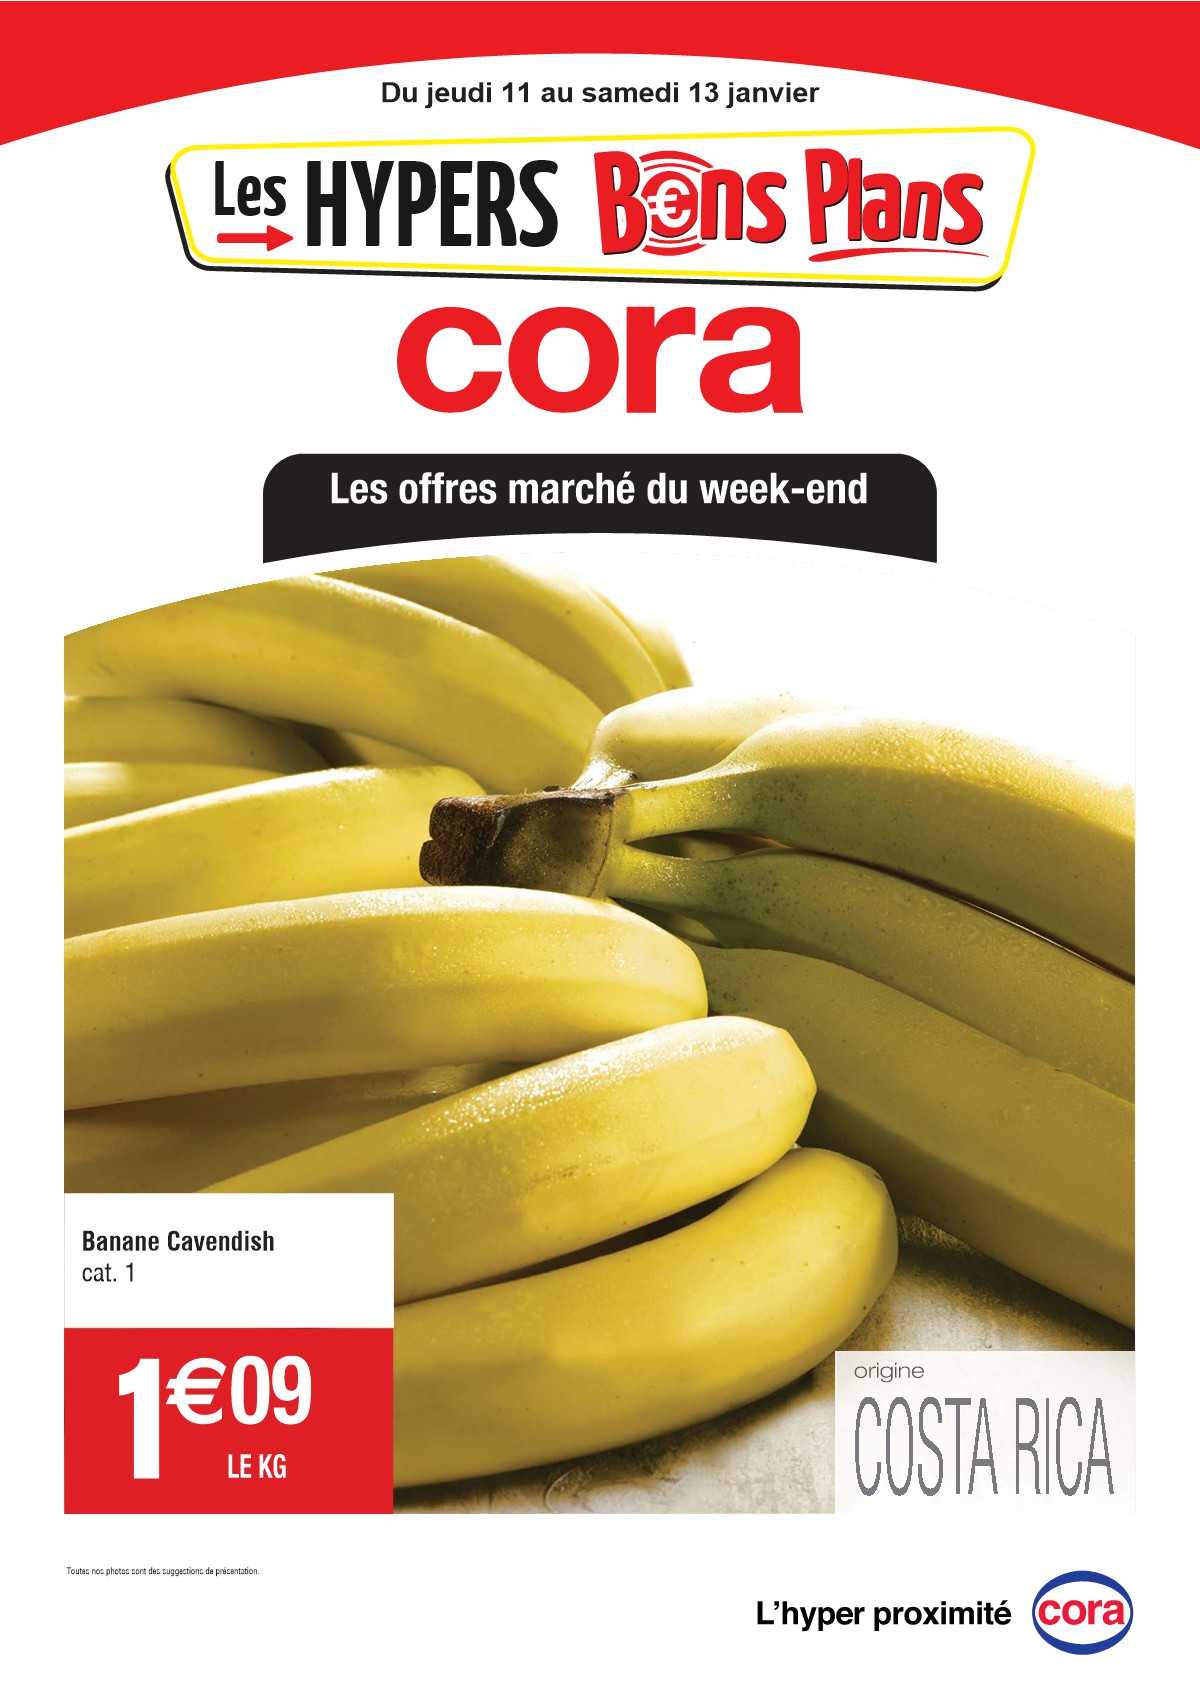 Du jeudi 11 au samedi 13 janvier
Les HYPERS Bons Plans
cora
Les offres marché du week-end
Banane Cavendish
cat. 1
1€09
LE KG
origine
COSTA RICA
Toutes nos photos sont des suggestions de présentation.
L'hyper proximité cora